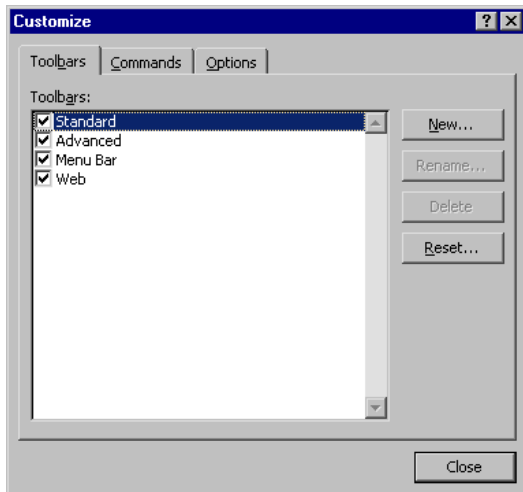 Customize
Toolbars Commands Options
Toolbars:
Standard
Advanced
Menu Bar
Web
New...
Rename...
Delete
Reset...
Close